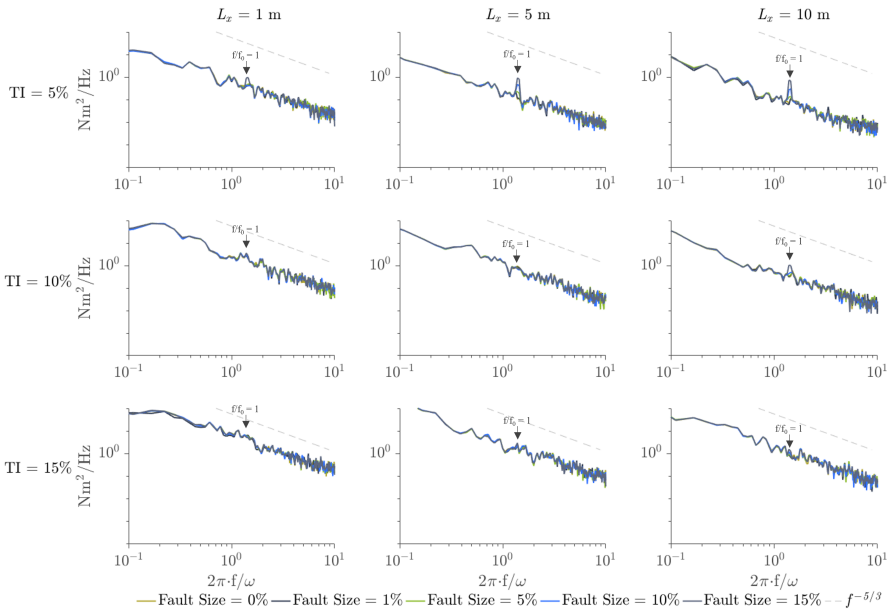 Lₓ = 1 m Lₓ = 5 m Lₓ = 10 m
TI = 5%
Nm²/Hz
10⁰ 10⁰ 10⁰
f/f₀ = 1 f/f₀ = 1 f/f₀ = 1
10⁻¹ 10⁰ 10¹ 10⁻¹ 10⁰ 10¹ 10⁻¹ 10⁰ 10¹
TI = 10%
Nm²/Hz
10⁰ 10⁰ 10⁰
f/f₀ = 1 f/f₀ = 1 f/f₀ = 1
10⁻¹ 10⁰ 10¹ 10⁻¹ 10⁰ 10¹ 10⁻¹ 10⁰ 10¹
TI = 15%
Nm²/Hz
10⁰ 10⁰ 10⁰
f/f₀ = 1 f/f₀ = 1 f/f₀ = 1
10⁻¹ 10⁰ 10¹ 10⁻¹ 10⁰ 10¹ 10⁻¹ 10⁰ 10¹
2π·f/ω 2π·f/ω 2π·f/ω
Fault Size = 0% Fault Size = 1% Fault Size = 5% Fault Size = 10% Fault Size = 15% f⁻⁵ᐟ³